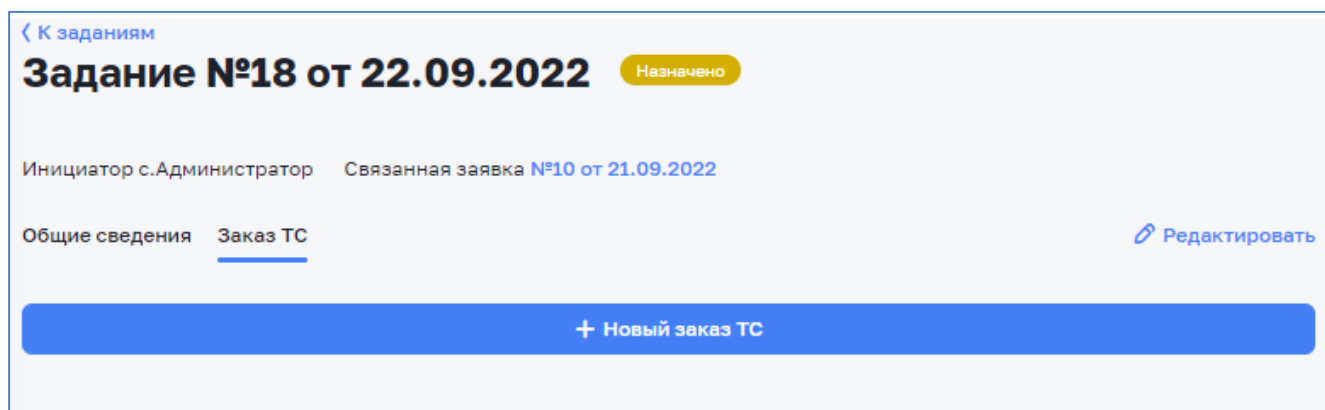 К заданиям
Задание №18 от 22.09.2022 Назначено
Инициатор с.Администратор Связанная заявка №10 от 21.09.2022
Общие сведения Заказ ТС Редактировать
+ Новый заказ ТС